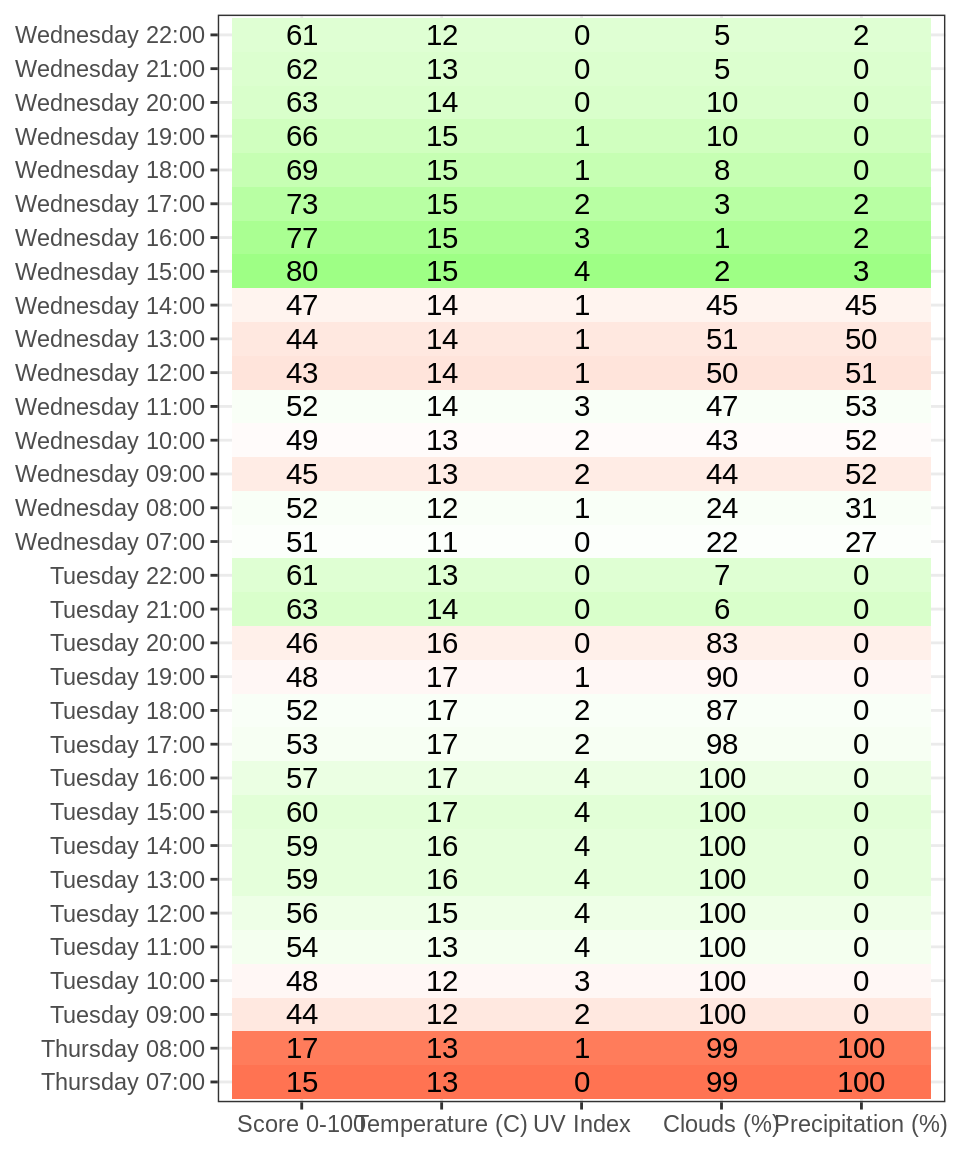 Wednesday 22:00 61 12 0 5 2
Wednesday 21:00 62 13 0 5 0
Wednesday 20:00 63 14 0 10 0
Wednesday 19:00 66 15 1 10 0
Wednesday 18:00 69 15 1 8 0
Wednesday 17:00 73 15 2 3 2
Wednesday 16:00 77 15 3 1 2
Wednesday 15:00 80 15 4 2 3
Wednesday 14:00 47 14 1 45 45
Wednesday 13:00 44 14 1 51 50
Wednesday 12:00 43 14 1 50 51
Wednesday 11:00 52 14 3 47 53
Wednesday 10:00 49 13 2 43 52
Wednesday 09:00 45 13 2 44 52
Wednesday 08:00 52 12 1 24 31
Wednesday 07:00 51 11 0 22 27
Tuesday 22:00 61 13 0 7 0
Tuesday 21:00 63 14 0 6 0
Tuesday 20:00 46 16 0 83 0
Tuesday 19:00 48 17 1 90 0
Tuesday 18:00 52 17 2 87 0
Tuesday 17:00 53 17 2 98 0
Tuesday 16:00 57 17 4 100 0
Tuesday 15:00 60 17 4 100 0
Tuesday 14:00 59 16 4 100 0
Tuesday 13:00 59 16 4 100 0
Tuesday 12:00 56 15 4 100 0
Tuesday 11:00 54 13 4 100 0
Tuesday 10:00 48 12 3 100 0
Tuesday 09:00 44 12 2 100 0
Thursday 08:00 17 13 1 99 100
Thursday 07:00 15 13 0 99 100
Score 0-100 Temperature (C) UV Index Clouds (%) Precipitation (%)